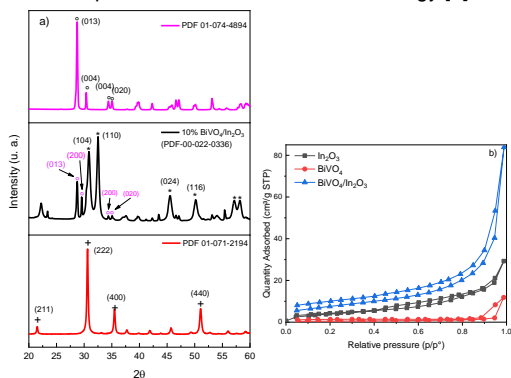 a)
(013)
PDF 01-074-4894
(004)
(004)
(020)
10% BiVO₄/In₂O₃
(PDF-00-022-0336)
(110)
(104)
(200)
(013)
(024)
(116)
(200)
(020)
PDF 01-071-2194
(222)
(211)
(400)
(440)
Intensity (u. a.)
20 25 30 35 40 45 50 55 60
2θ
b)
In₂O₃
BiVO₄
BiVO₄/In₂O₃
Quantity Adsorbed (cm³/g STP)
80
60
40
20
0
0.0 0.2 0.4 0.6 0.8 1.0
Relative pressure (p/p°)